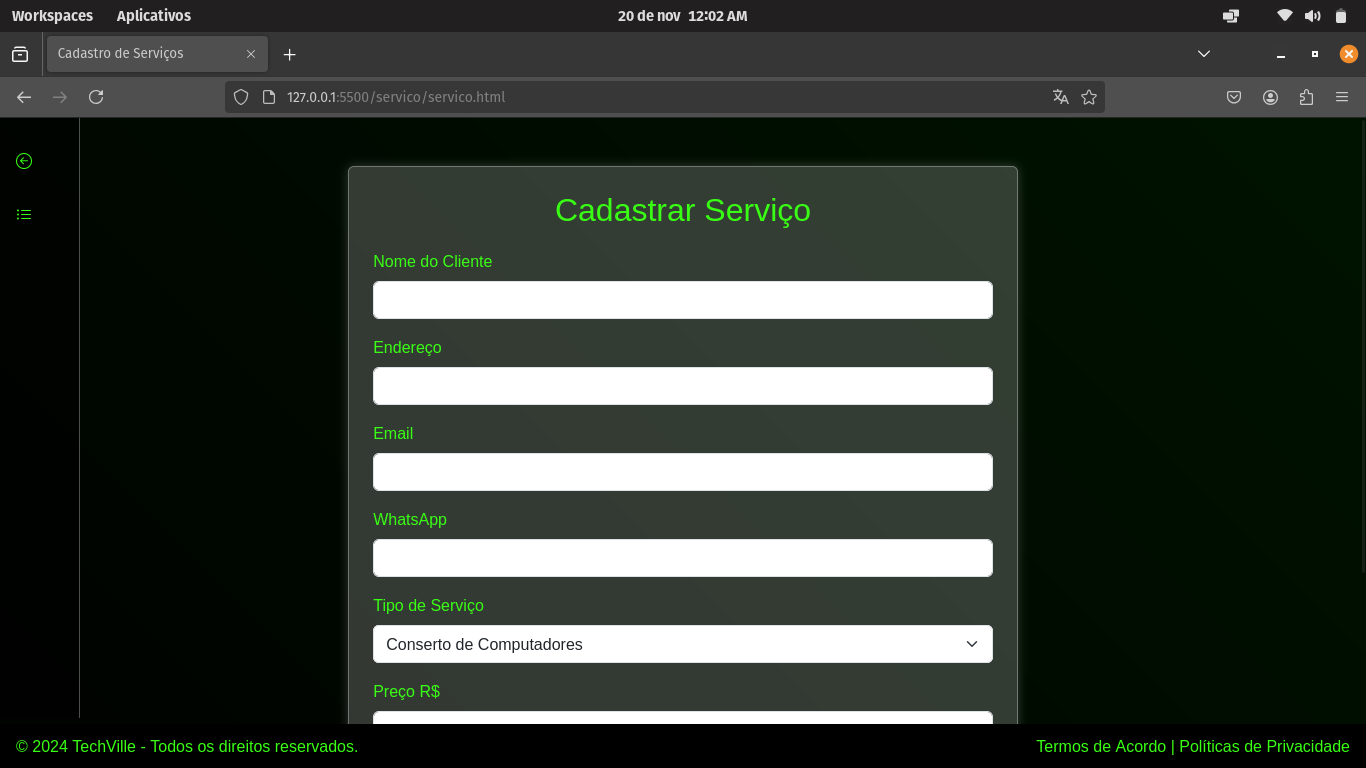 Workspaces Aplicativos 20 de nov 12:02 AM
Cadastro de Serviços
127.0.0.1:5500/servico/servico.html
Cadastrar Serviço
Nome do Cliente
Endereço
Email
WhatsApp
Tipo de Serviço
Conserto de Computadores
Preço R$
© 2024 TechVille - Todos os direitos reservados. Termos de Acordo | Políticas de Privacidade